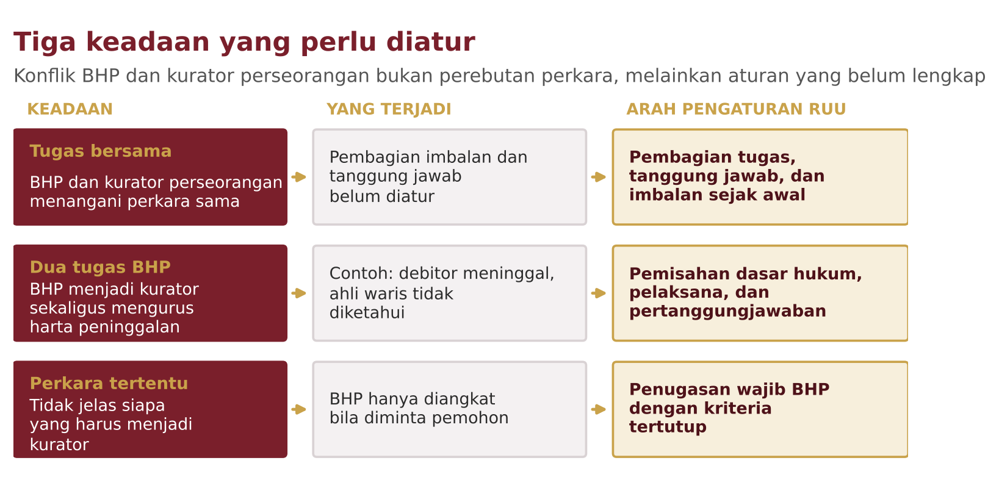 Tiga keadaan yang perlu diatur
Konflik BHP dan kurator perseorangan bukan perebutan perkara, melainkan aturan yang belum lengkap
KEADAAN
YANG TERJADI
ARAH PENGATURAN RUU
Tugas bersama
BHP dan kurator perseorangan
menangani perkara sama
Pembagian imbalan dan
tanggung jawab
belum diatur
Pembagian tugas,
tanggung jawab, dan
imbalan sejak awal
Dua tugas BHP
BHP menjadi kurator
sekaligus mengurus
harta peninggalan
Contoh: debitor meninggal,
ahli waris tidak
diketahui
Pemisahan dasar hukum,
pelaksana, dan
pertanggungjawaban
Perkara tertentu
Tidak jelas siapa
yang harus menjadi
kurator
BHP hanya diangkat
bila diminta pemohon
Penugasan wajib BHP
dengan kriteria
tertutup